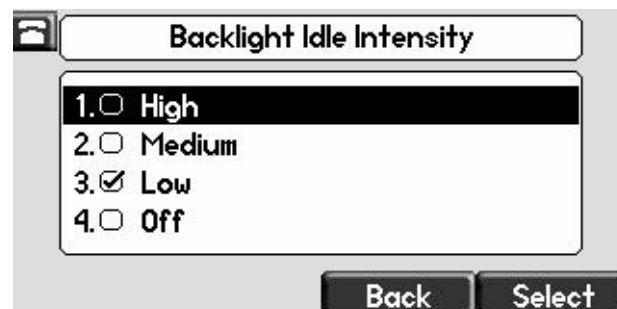 Backlight Idle Intensity
1. High
2. Medium
3. Low
4. Off
Back Select